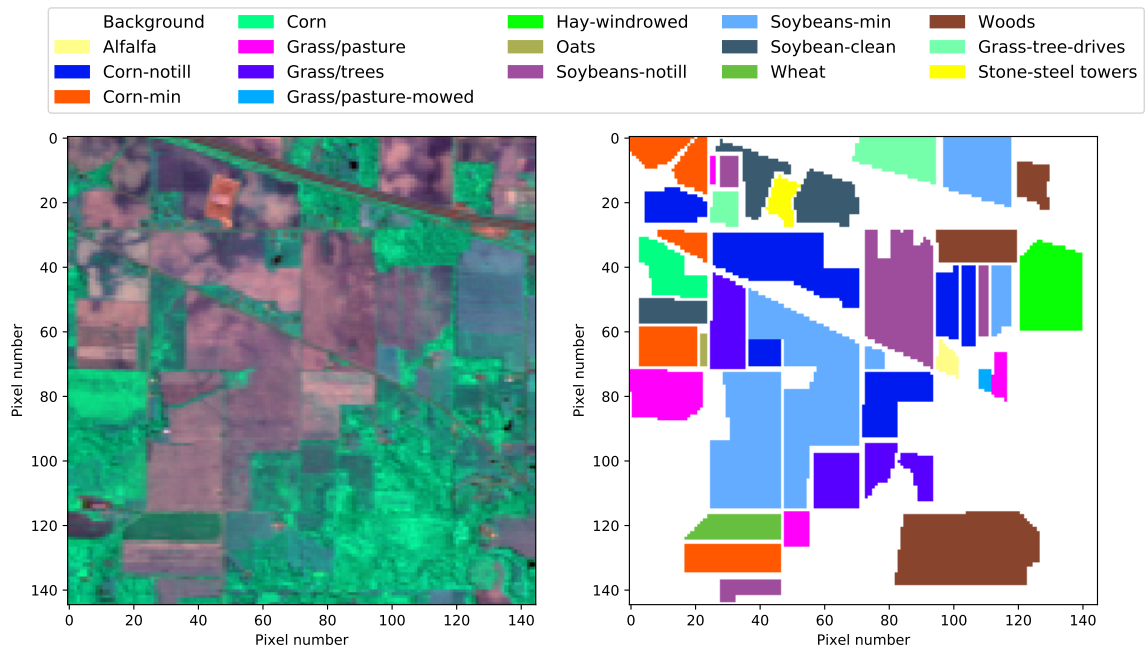 Background
Alfalfa
Corn-notill
Corn-min
Corn
Grass/pasture
Grass/trees
Grass/pasture-mowed
Hay-windrowed
Oats
Soybeans-notill
Soybeans-min
Soybean-clean
Wheat
Woods
Grass-tree-drives
Stone-steel towers
0
20
40
60
80
100
120
140
Pixel number
0 20 40 60 80 100 120 140
Pixel number
0
20
40
60
80
100
120
140
Pixel number
0 20 40 60 80 100 120 140
Pixel number